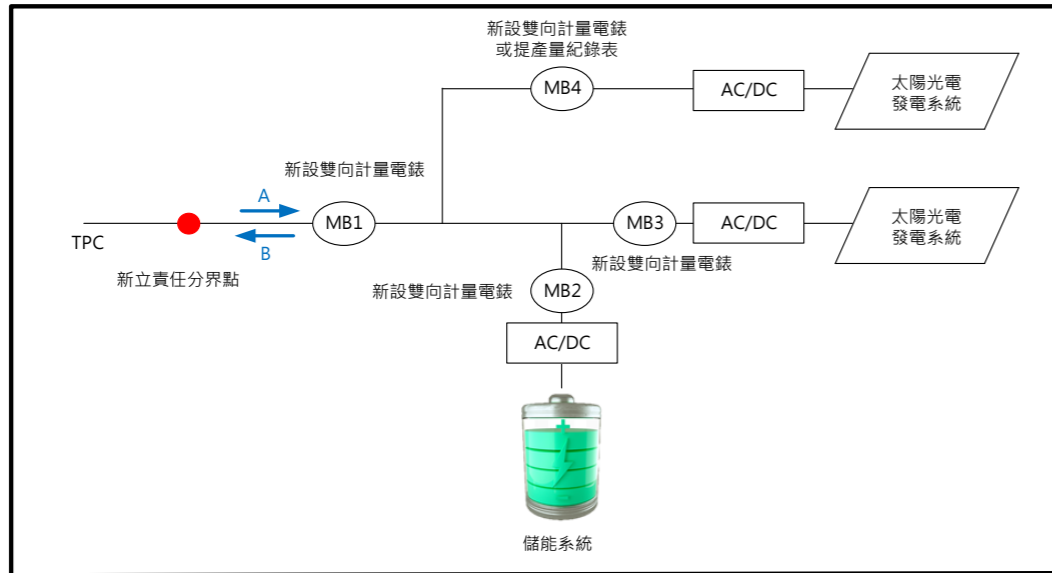 新設雙向計量電錶
或提產量紀錄表
MB4
AC/DC
太陽光電
發電系統
新設雙向計量電錶
A
MB1
B
TPC
新立責任分界點
MB3
AC/DC
太陽光電
發電系統
新設雙向計量電錶
新設雙向計量電錶
MB2
AC/DC
儲能系統